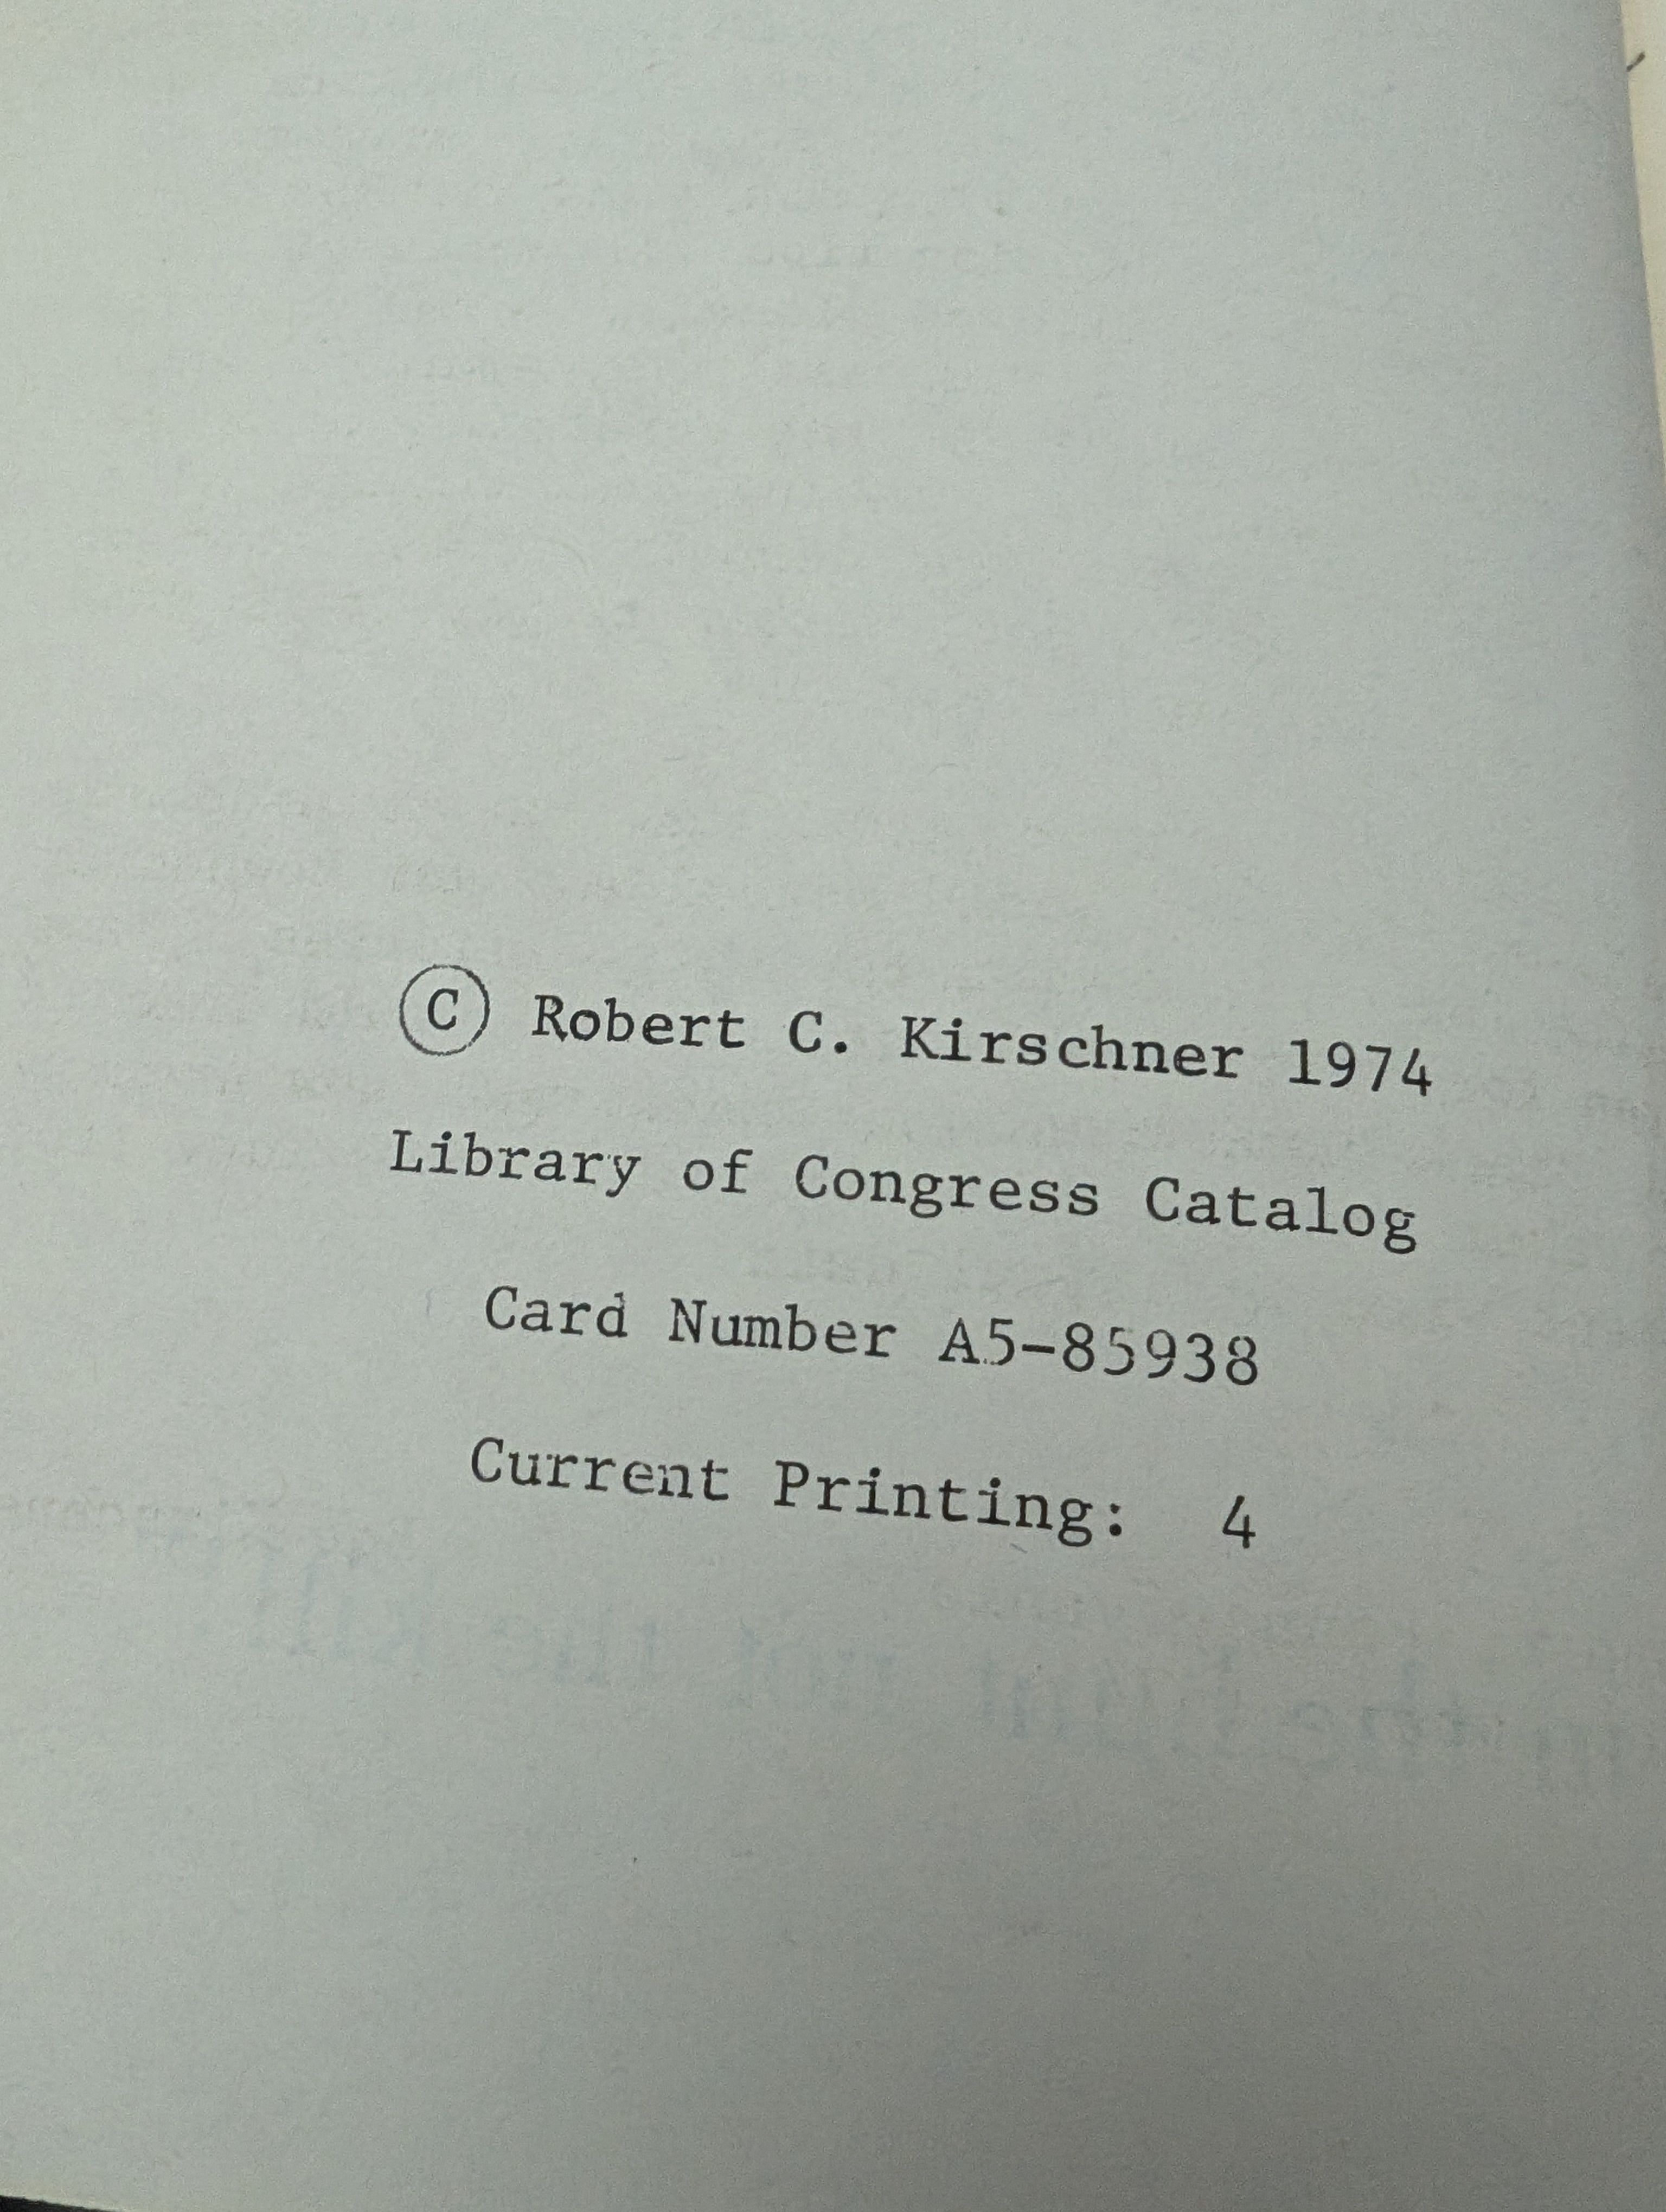 © Robert C. Kirschner 1974
Library of Congress Catalog
Card Number A5-85938
Current Printing: 4